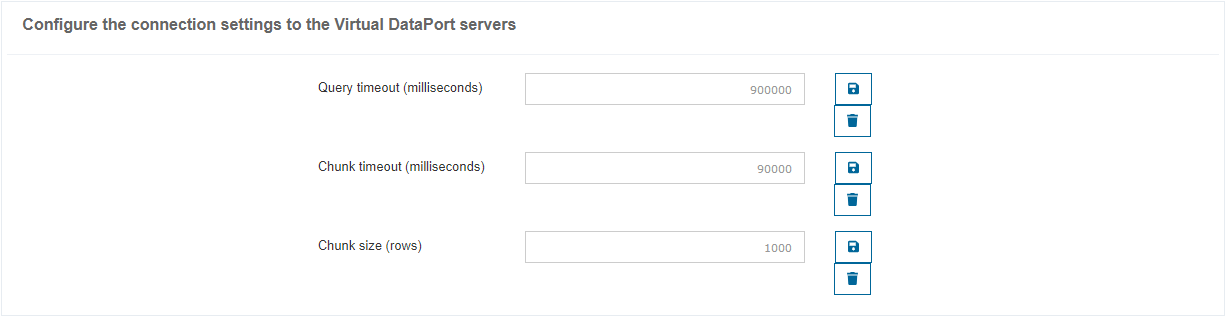 Configure the connection settings to the Virtual DataPort servers
Query timeout (milliseconds) 900000
Chunk timeout (milliseconds) 90000
Chunk size (rows) 1000